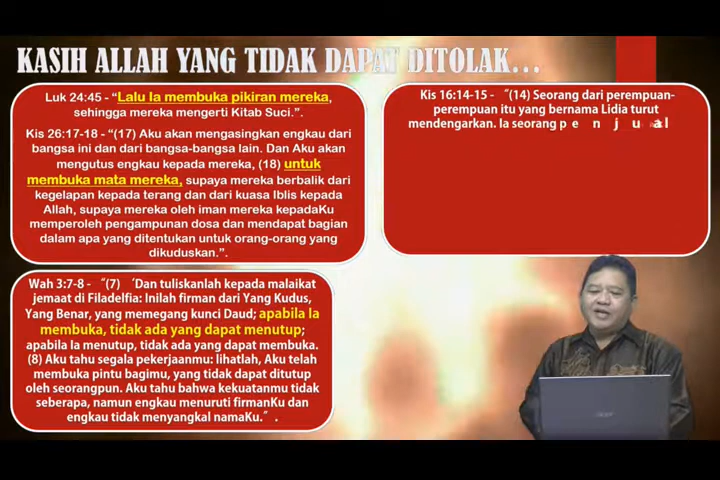 KASIH ALLAH YANG TIDAK DAPAT DITOLAK...
Luk 24:45 - “Lalu Ia membuka pikiran mereka,
sehingga mereka mengerti Kitab Suci.”.
Kis 26:17-18 - “(17) Aku akan mengasingkan engkau dari
bangsa ini dan dari bangsa-bangsa lain. Dan Aku akan
mengutus engkau kepada mereka, (18) untuk
membuka mata mereka, supaya mereka berbalik dari
kegelapan kepada terang dan dari kuasa Iblis kepada
Allah, supaya mereka oleh iman mereka kepadaKu
memperoleh pengampunan dosa dan mendapat bagian
dalam apa yang ditentukan untuk orang-orang yang
dikuduskan.”.
Wah 3:7-8 - “(7) ‘Dan tuliskanlah kepada malaikat
jemaat di Filadelfia: Inilah firman dari Yang Kudus,
Yang Benar, yang memegang kunci Daud; apabila Ia
membuka, tidak ada yang dapat menutup;
apabila Ia menutup, tidak ada yang dapat membuka.
(8) Aku tahu segala pekerjaanmu: lihatlah, Aku telah
membuka pintu bagimu, yang tidak dapat ditutup
oleh seorangpun. Aku tahu bahwa kekuatanmu tidak
seberapa, namun engkau menuruti firmanKu dan
engkau tidak menyangkal namaKu.”.
Kis 16:14-15 - “(14) Seorang dari perempuan-
perempuan itu yang bernama Lidia turut
mendengarkan. Ia seorang penjual
acer